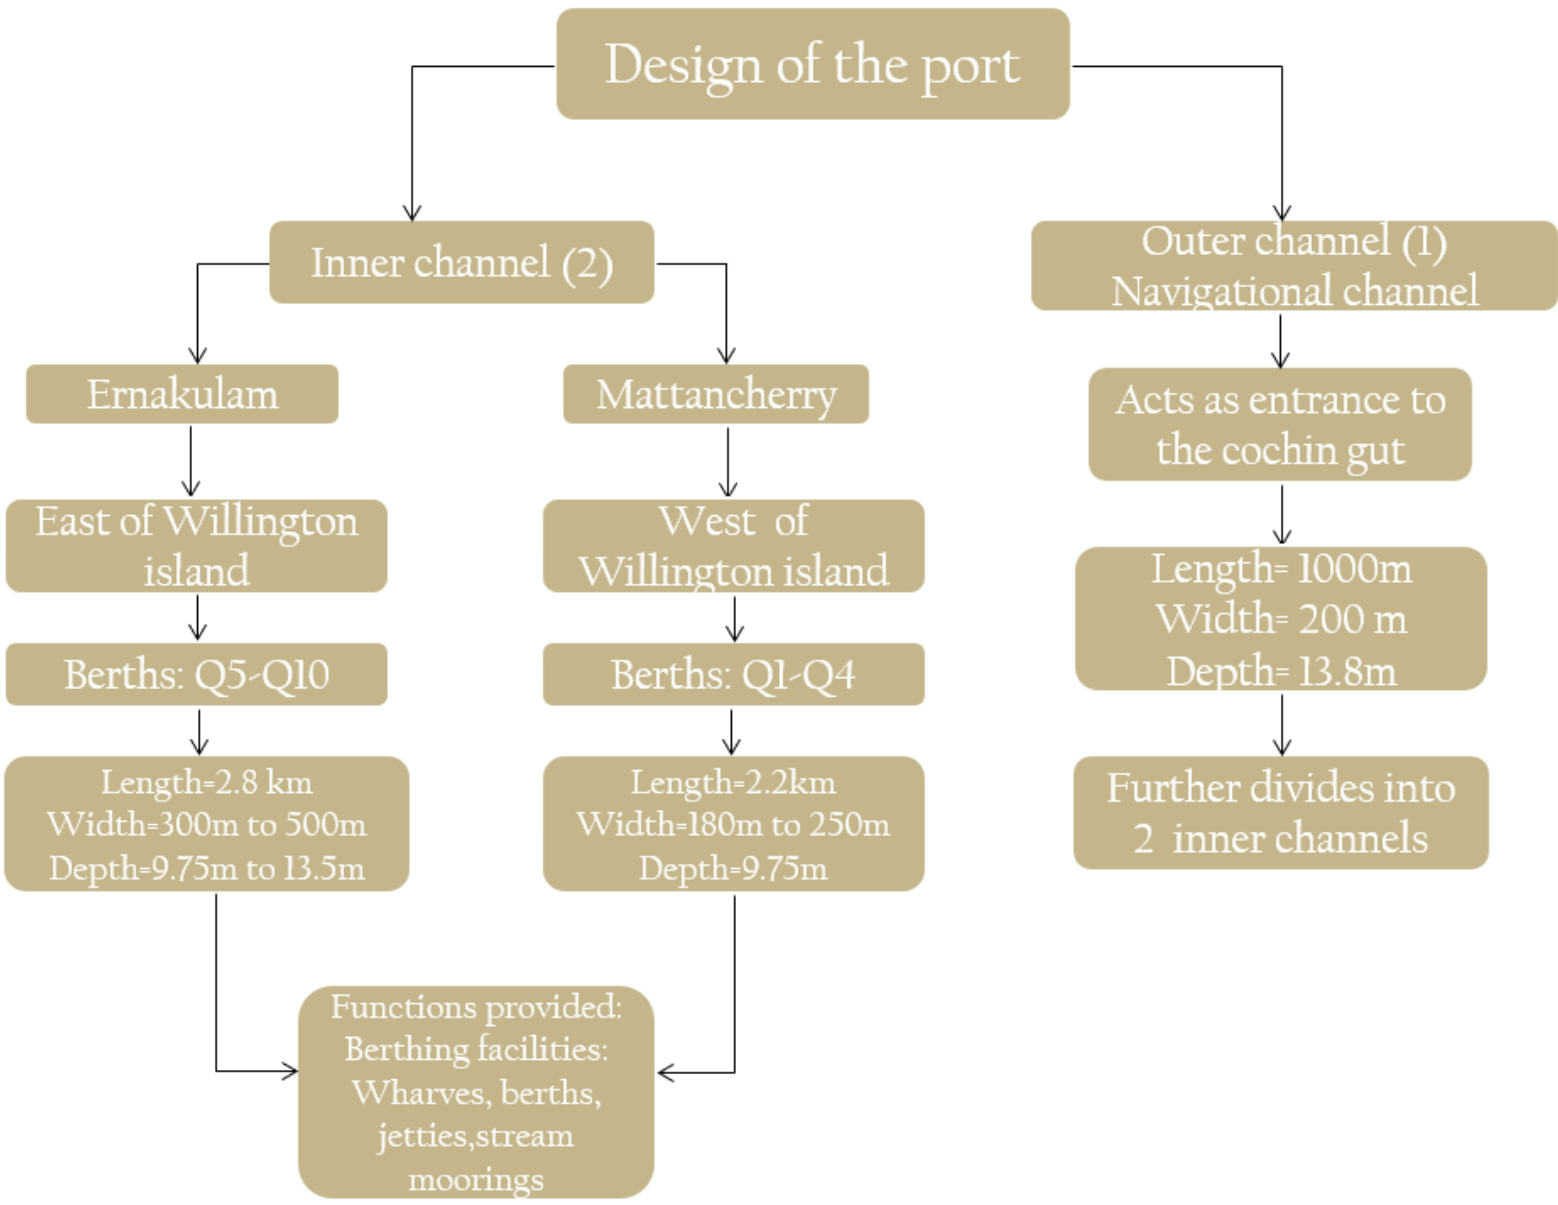 Design of the port
Inner channel (2)
Outer channel (1)
Navigational channel
Ernakulam
Mattancherry
Acts as entrance to
the cochin gut
East of Willington
island
West  of
Willington island
Length= 1000m
Width= 200 m
Depth= 13.8m
Berths: Q5-Q10
Berths: Q1-Q4
Length=2.8 km
Width=300m to 500m
Depth=9.75m to 13.5m
Length=2.2km
Width=180m to 250m
Depth=9.75m
Further divides into
2  inner channels
Functions provided:
Berthing facilities:
Wharves, berths,
jetties,stream
moorings